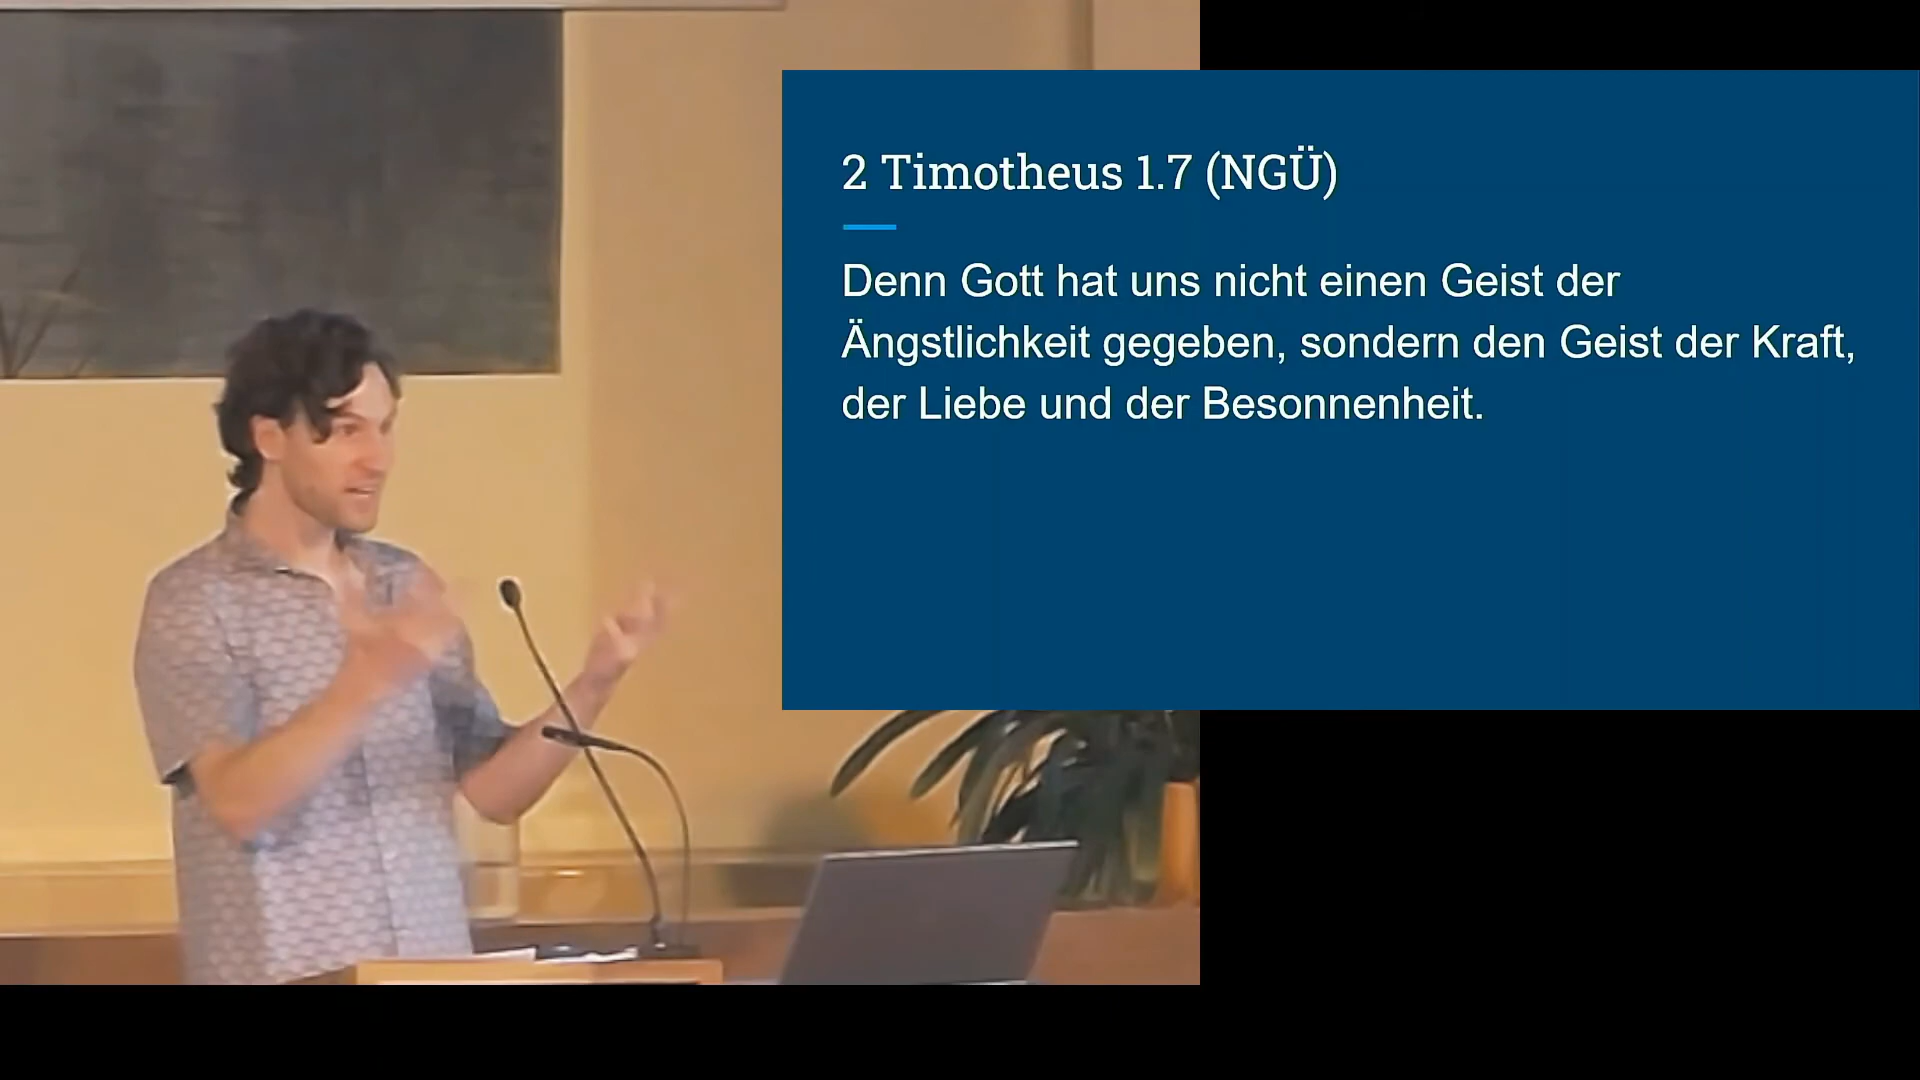 2 Timotheus 1.7 (NGÜ)
Denn Gott hat uns nicht einen Geist der
Ängstlichkeit gegeben, sondern den Geist der Kraft,
der Liebe und der Besonnenheit.